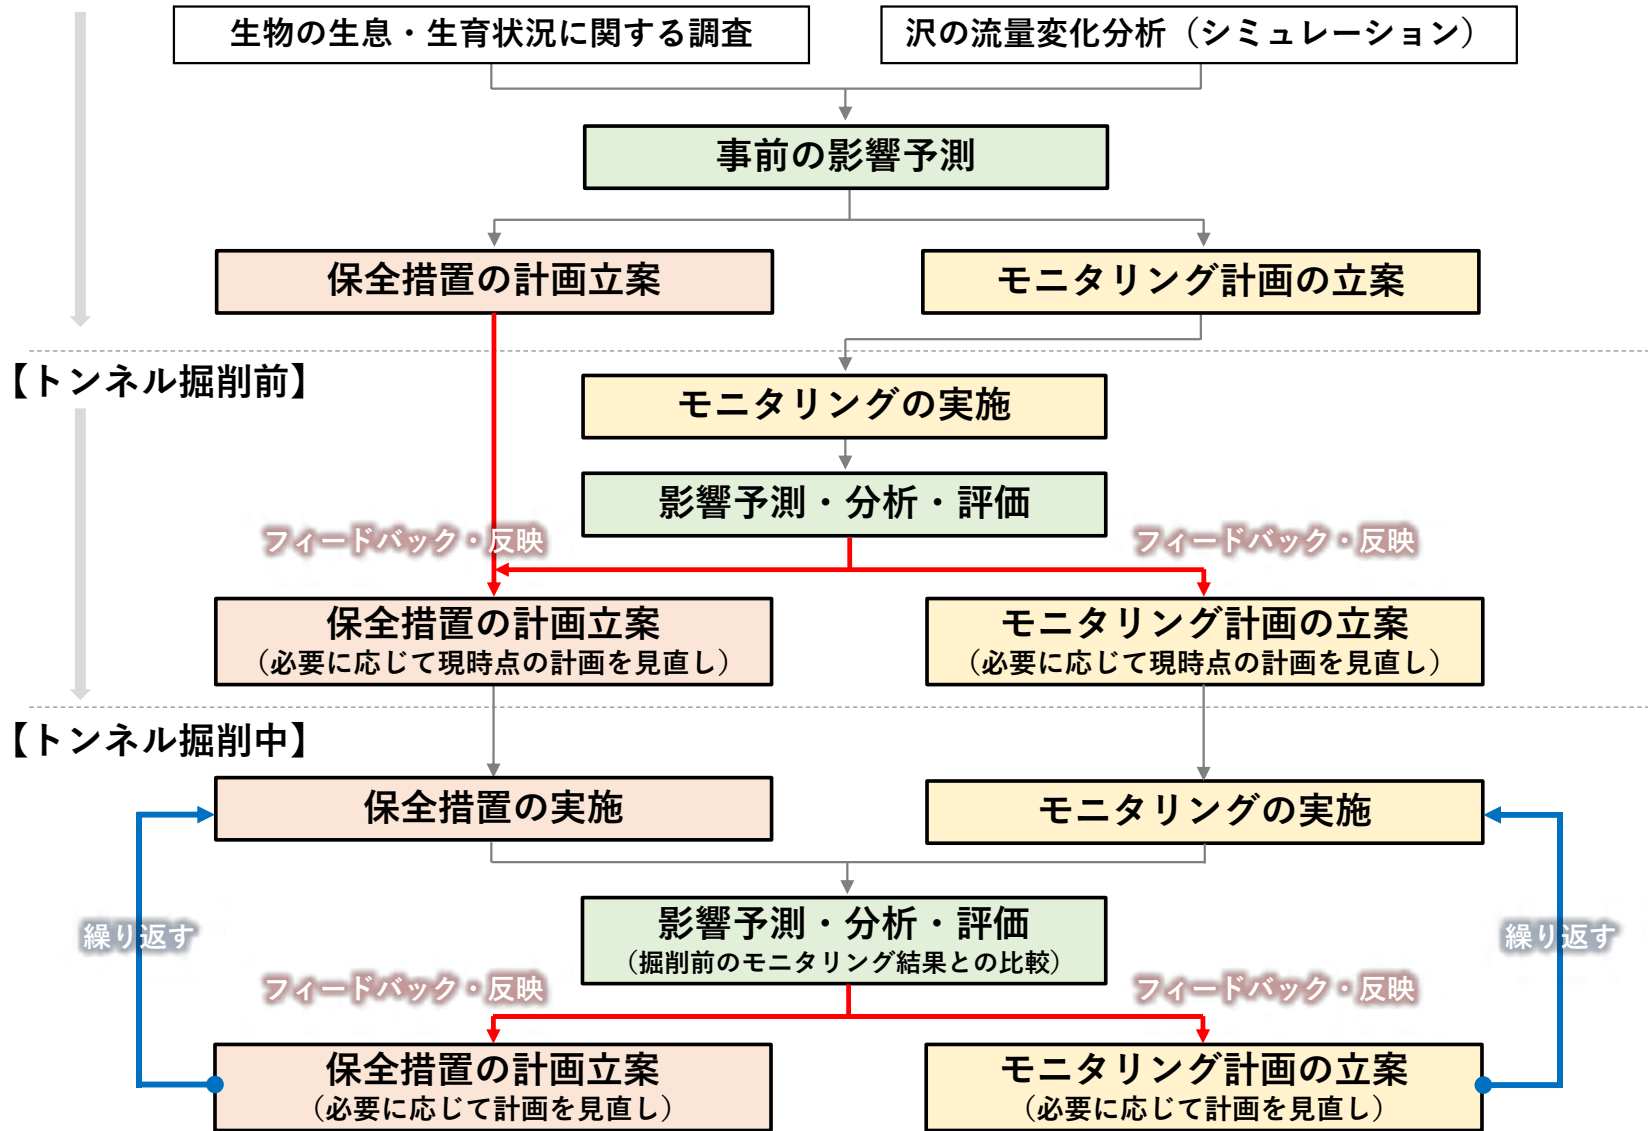 生物の生息・生育状況に関する調査
沢の流量変化分析（シミュレーション）
事前の影響予測
保全措置の計画立案
モニタリング計画の立案
【トンネル掘削前】
モニタリングの実施
影響予測・分析・評価
フィードバック・反映
フィードバック・反映
保全措置の計画立案
（必要に応じて現時点の計画を見直し）
モニタリング計画の立案
（必要に応じて現時点の計画を見直し）
【トンネル掘削中】
保全措置の実施
モニタリングの実施
影響予測・分析・評価
（掘削前のモニタリング結果との比較）
繰り返す
繰り返す
フィードバック・反映
フィードバック・反映
保全措置の計画立案
（必要に応じて計画を見直し）
モニタリング計画の立案
（必要に応じて計画を見直し）